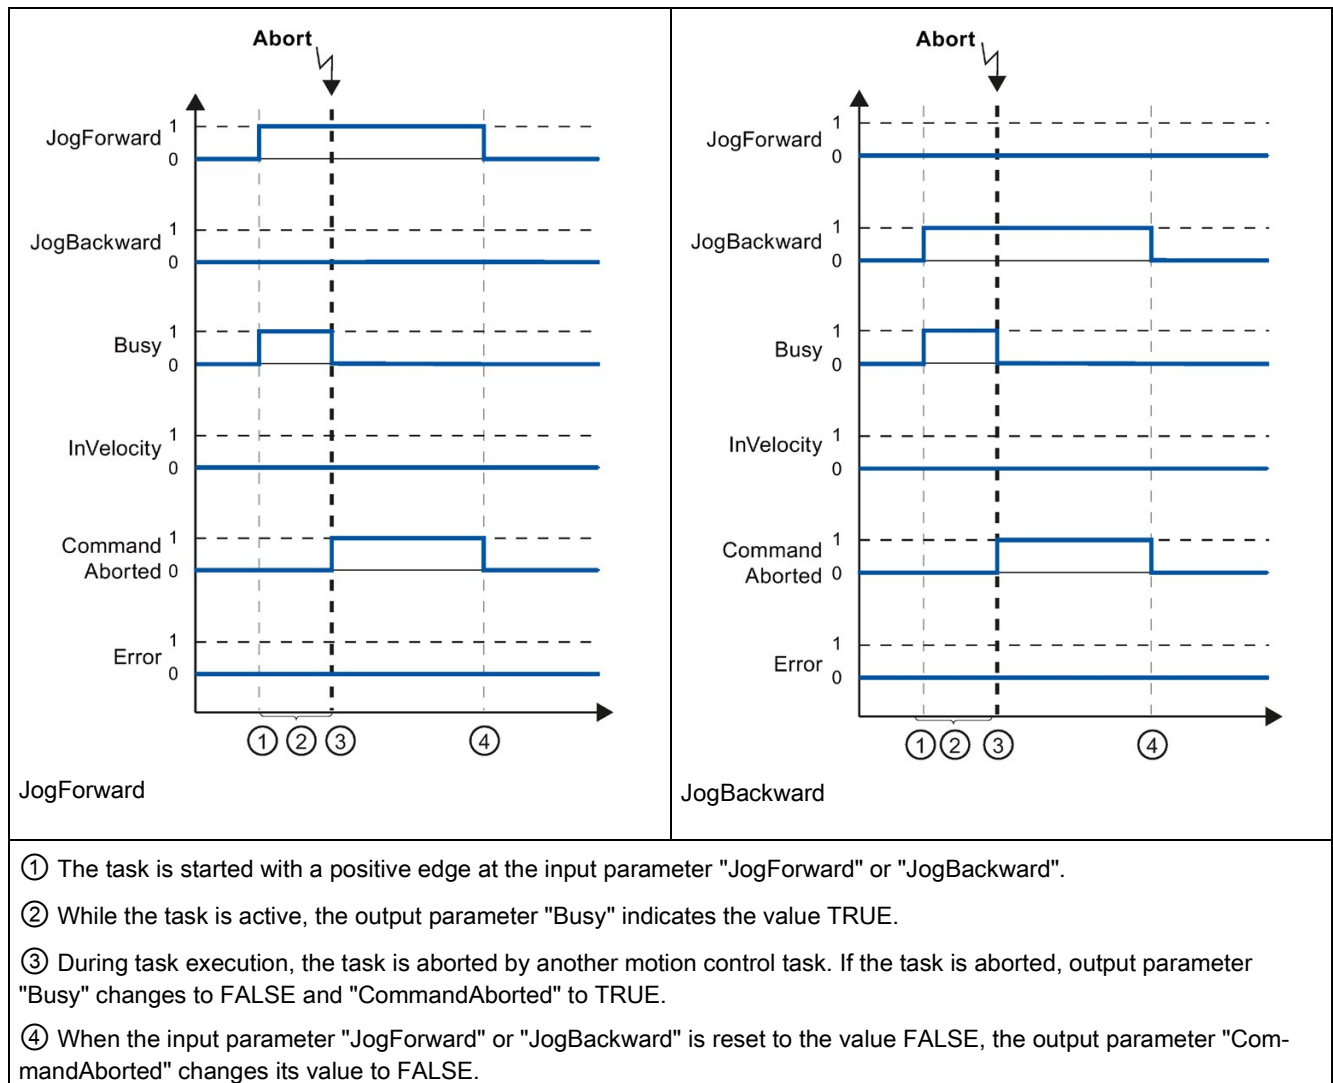 Abort
JogForward 1
0
JogBackward 1
0
Busy 1
0
InVelocity 1
0
Command 1
Aborted 0
Error 1
0
① ② ③ ④
JogForward
Abort
JogForward 1
0
JogBackward 1
0
Busy 1
0
InVelocity 1
0
Command 1
Aborted 0
Error 1
0
① ② ③ ④
JogBackward
① The task is started with a positive edge at the input parameter "JogForward" or "JogBackward".
② While the task is active, the output parameter "Busy" indicates the value TRUE.
③ During task execution, the task is aborted by another motion control task. If the task is aborted, output parameter
"Busy" changes to FALSE and "CommandAborted" to TRUE.
④ When the input parameter "JogForward" or "JogBackward" is reset to the value FALSE, the output parameter "Com-
mandAborted" changes its value to FALSE.